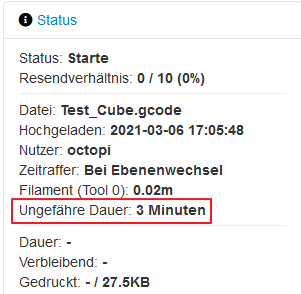 Status
Status: Starte
Resendverhältnis: 0 / 10 (0%)
Datei: Test_Cube.gcode
Hochgeladen: 2021-03-06 17:05:48
Nutzer: octopi
Zeitraffer: Bei Ebenenwechsel
Filament (Tool 0): 0.02m
Ungefähre Dauer: 3 Minuten
Dauer: -
Verbleibend: -
Gedruckt: - / 27.5KB